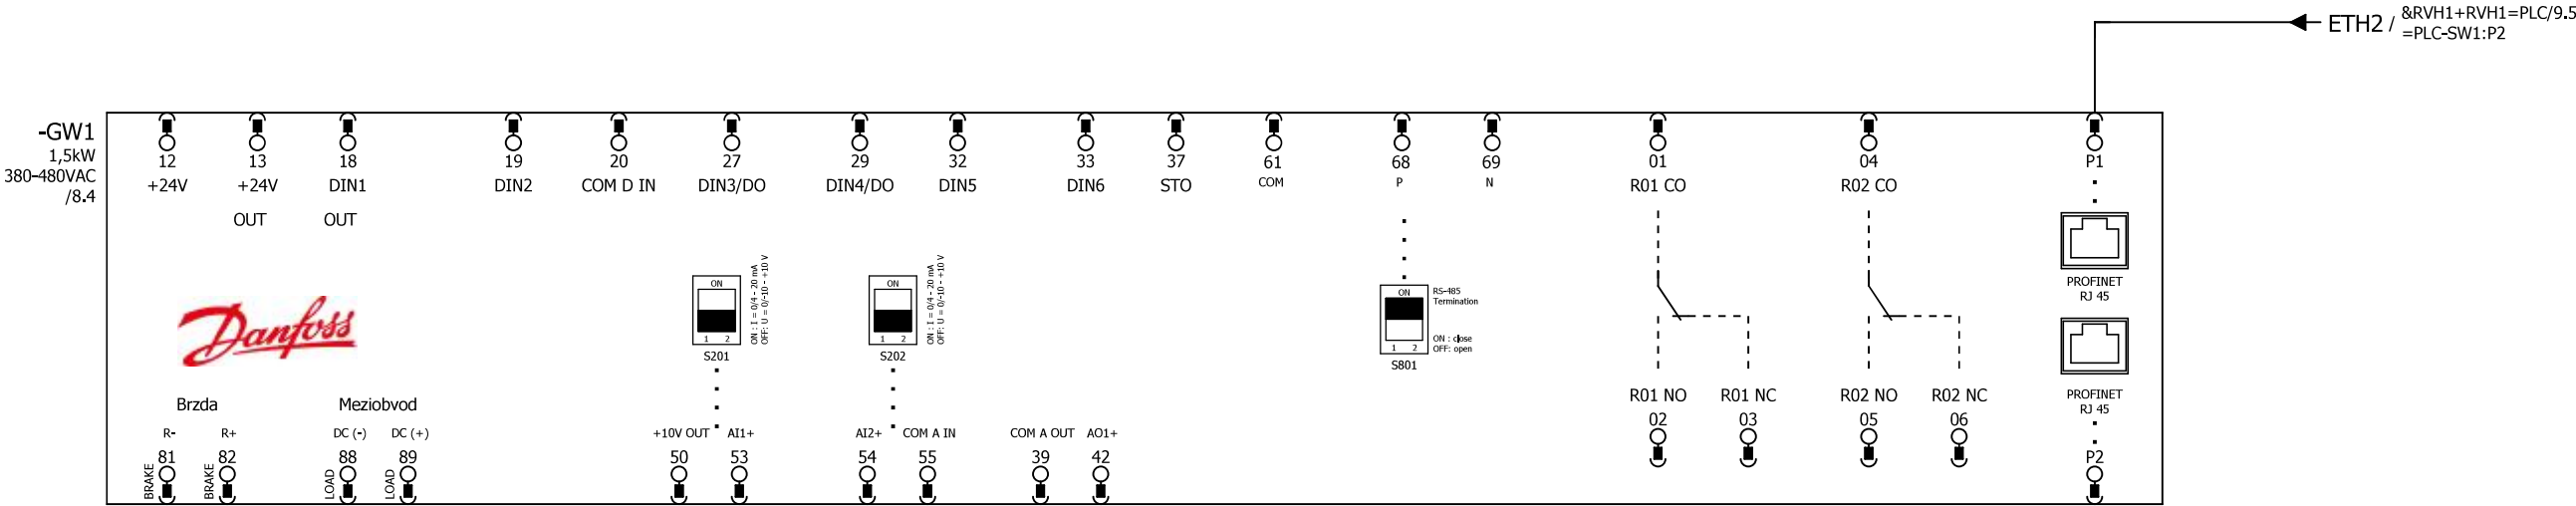 ETH2 / &RVH1+RVH1=PLC/9.5
=PLC-SW1:P2
-GW1
1,5kW
380-480VAC
/8.4
12 13 18 19 20 27 29 32 33 37 61 68 69 01 04 P1
+24V +24V DIN1 DIN2 COM D IN DIN3/DO DIN4/DO DIN5 DIN6 STO COM P N R01 CO R02 CO
OUT OUT
Danfoss
ON
1 2
S201
ON : I = 0/4 - 20 mA
OFF: U = 0/-10 - +10 V
ON
1 2
S202
ON : I = 0/4 - 20 mA
OFF: U = 0/-10 - +10 V
ON
1 2
S801
RS-485
Termination
ON : close
OFF: open
PROFINET
RJ 45
PROFINET
RJ 45
Brzda Meziobvod
R- R+ DC (-) DC (+) +10V OUT AI1+ AI2+ COM A IN COM A OUT AO1+
81 82 88 89 50 53 54 55 39 42
BRAKE BRAKE LOAD LOAD
R01 NO R01 NC R02 NO R02 NC
02 03 05 06
P2